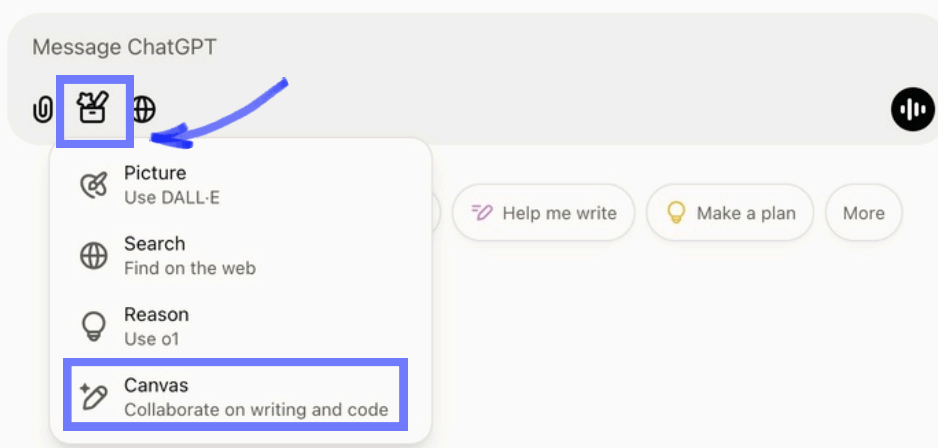 Message ChatGPT
Picture
Use DALL·E
Help me write
Make a plan
More
Search
Find on the web
Reason
Use o1
Canvas
Collaborate on writing and code